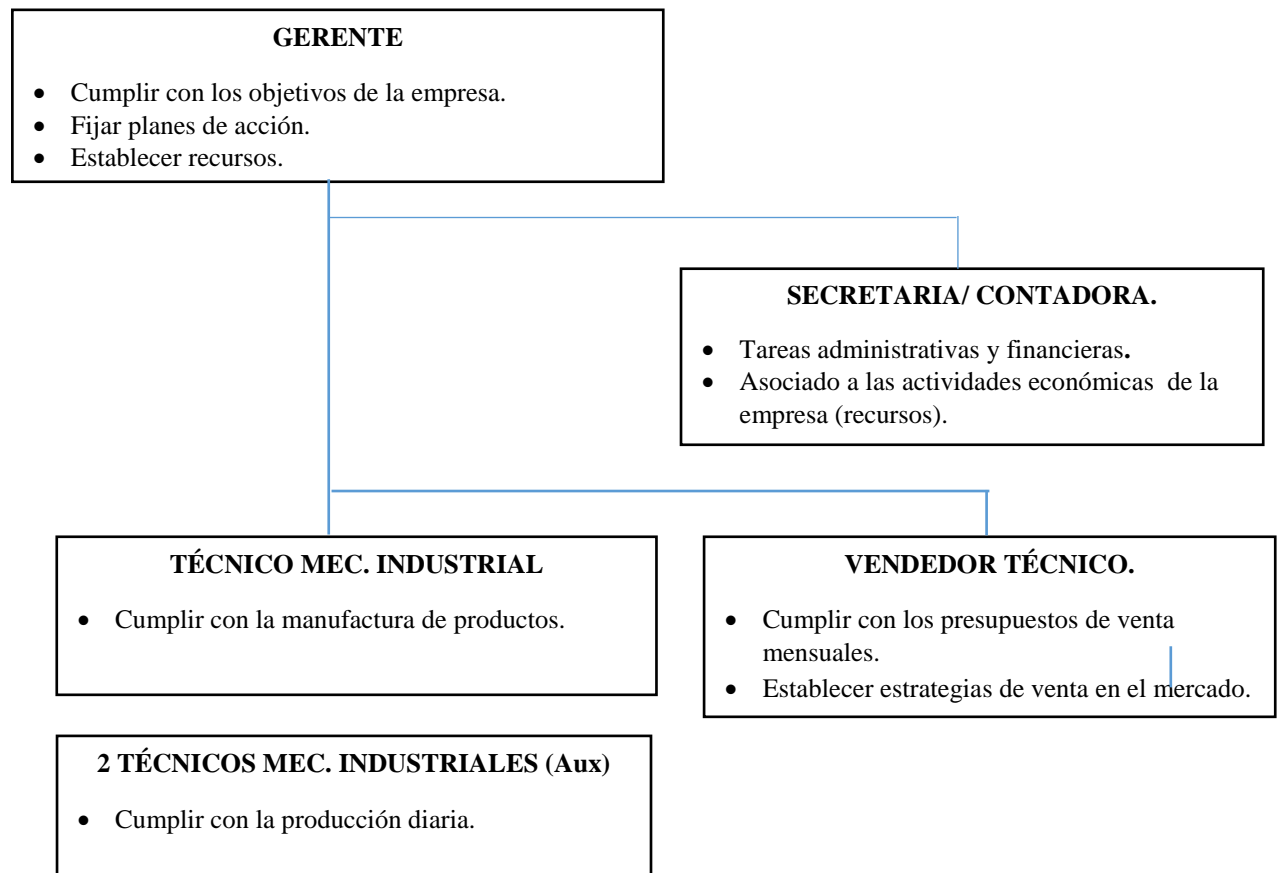 GERENTE
• Cumplir con los objetivos de la empresa.
• Fijar planes de acción.
• Establecer recursos.
SECRETARIA/ CONTADORA.
• Tareas administrativas y financieras.
• Asociado a las actividades económicas de la
empresa (recursos).
TÉCNICO MEC. INDUSTRIAL
• Cumplir con la manufactura de productos.
VENDEDOR TÉCNICO.
• Cumplir con los presupuestos de venta
mensuales.
• Establecer estrategias de venta en el mercado.
2 TÉCNICOS MEC. INDUSTRIALES (Aux)
• Cumplir con la producción diaria.